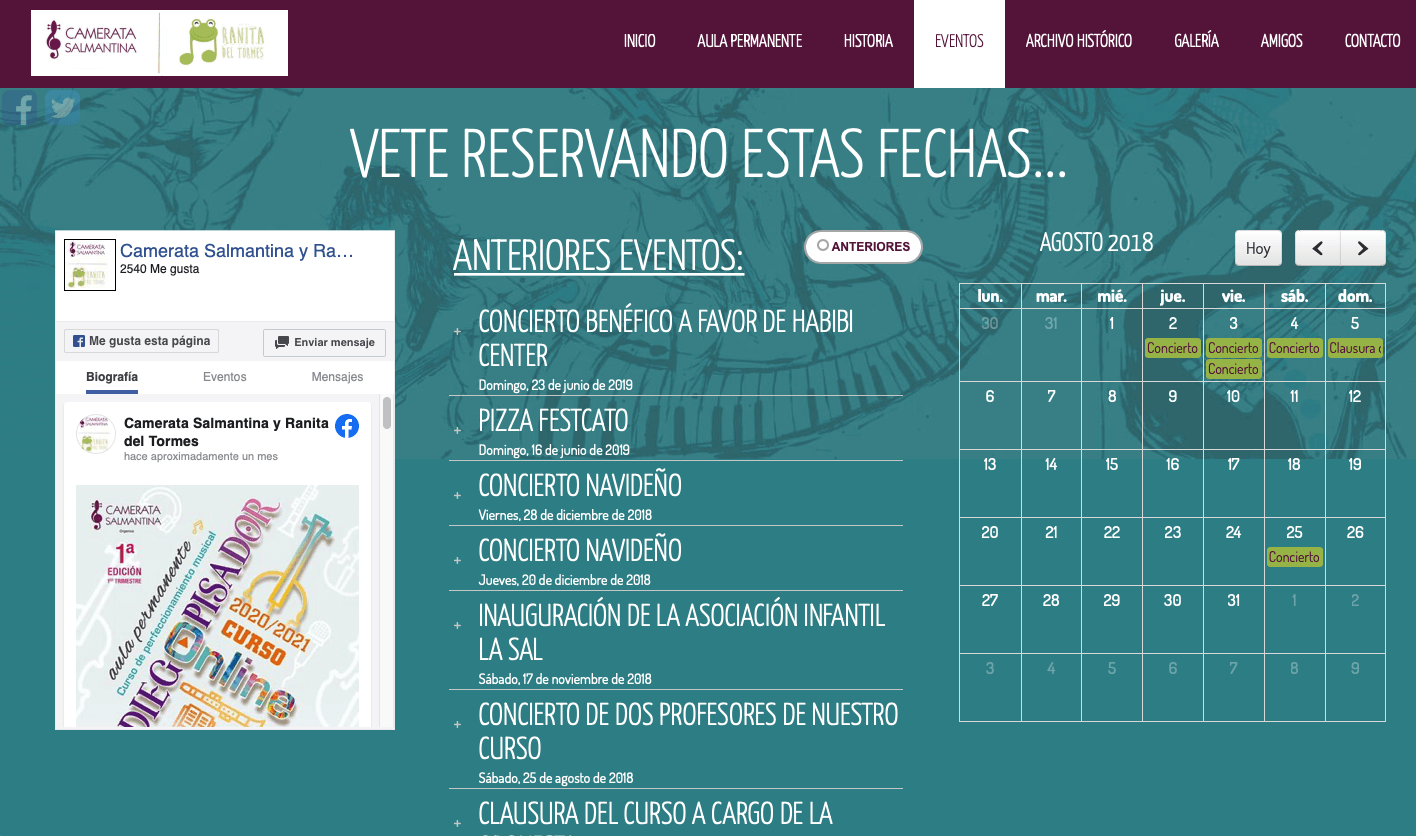 CAMERATA
SALMANTINA
RANITA
DEL TORMES
INICIO
AULA PERMANENTE
HISTORIA
EVENTOS
ARCHIVO HISTÓRICO
GALERÍA
AMIGOS
CONTACTO
VETE RESERVANDO ESTAS FECHAS...
Camerata Salmantina y Ra...
2540 Me gusta
Me gusta esta página
Enviar mensaje
Biografía
Eventos
Mensajes
Camerata Salmantina y Ranita
del Tormes
hace aproximadamente un mes
CAMERATA
SALMANTINA
Organiza
1ª
EDICIÓN
1er TRIMESTRE
aula permanente
Curso de perfeccionamiento musical
DIEGO PISADOR
2020/2021
CURSO
Online
ANTERIORES EVENTOS:
ANTERIORES
+ CONCIERTO BENÉFICO A FAVOR DE HABIBI
CENTER
Domingo, 23 de junio de 2019
+ PIZZA FESTCATO
Domingo, 16 de junio de 2019
+ CONCIERTO NAVIDEÑO
Viernes, 28 de diciembre de 2018
+ CONCIERTO NAVIDEÑO
Jueves, 20 de diciembre de 2018
+ INAUGURACIÓN DE LA ASOCIACIÓN INFANTIL
LA SAL
Sábado, 17 de noviembre de 2018
+ CONCIERTO DE DOS PROFESORES DE NUESTRO
CURSO
Sábado, 25 de agosto de 2018
+ CLAUSURA DEL CURSO A CARGO DE LA
AGOSTO 2018
Hoy
lun. mar. mié. jue. vie. sáb. dom.
30 31 1 2 3 4 5
Concierto Concierto Concierto Clausura
Concierto
6 7 8 9 10 11 12
13 14 15 16 17 18 19
20 21 22 23 24 25 26
Concierto
27 28 29 30 31 1 2
3 4 5 6 7 8 9